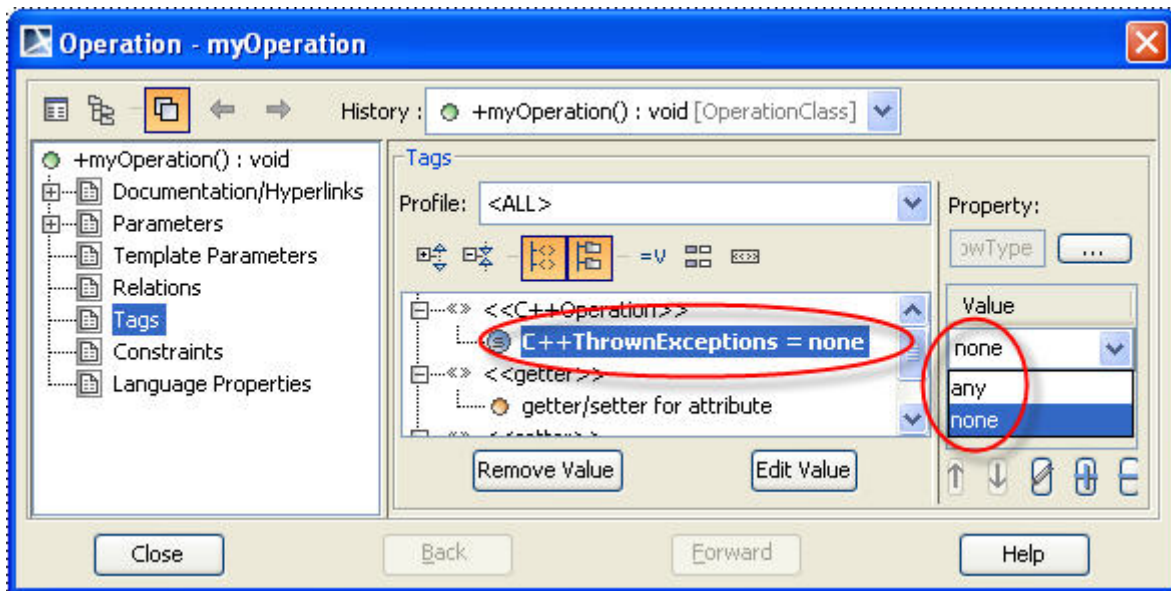 Operation - myOperation
History : +myOperation() : void [OperationClass]
+myOperation() : void
Documentation/Hyperlinks
Parameters
Template Parameters
Relations
Tags
Constraints
Language Properties
Tags
Profile: <ALL>
=V
<<C++Operation>>
C++ThrownExceptions = none
<<getter>>
getter/setter for attribute
Remove Value
Edit Value
Property:
owType ...
Value
none
any
none
Close
Back
Forward
Help